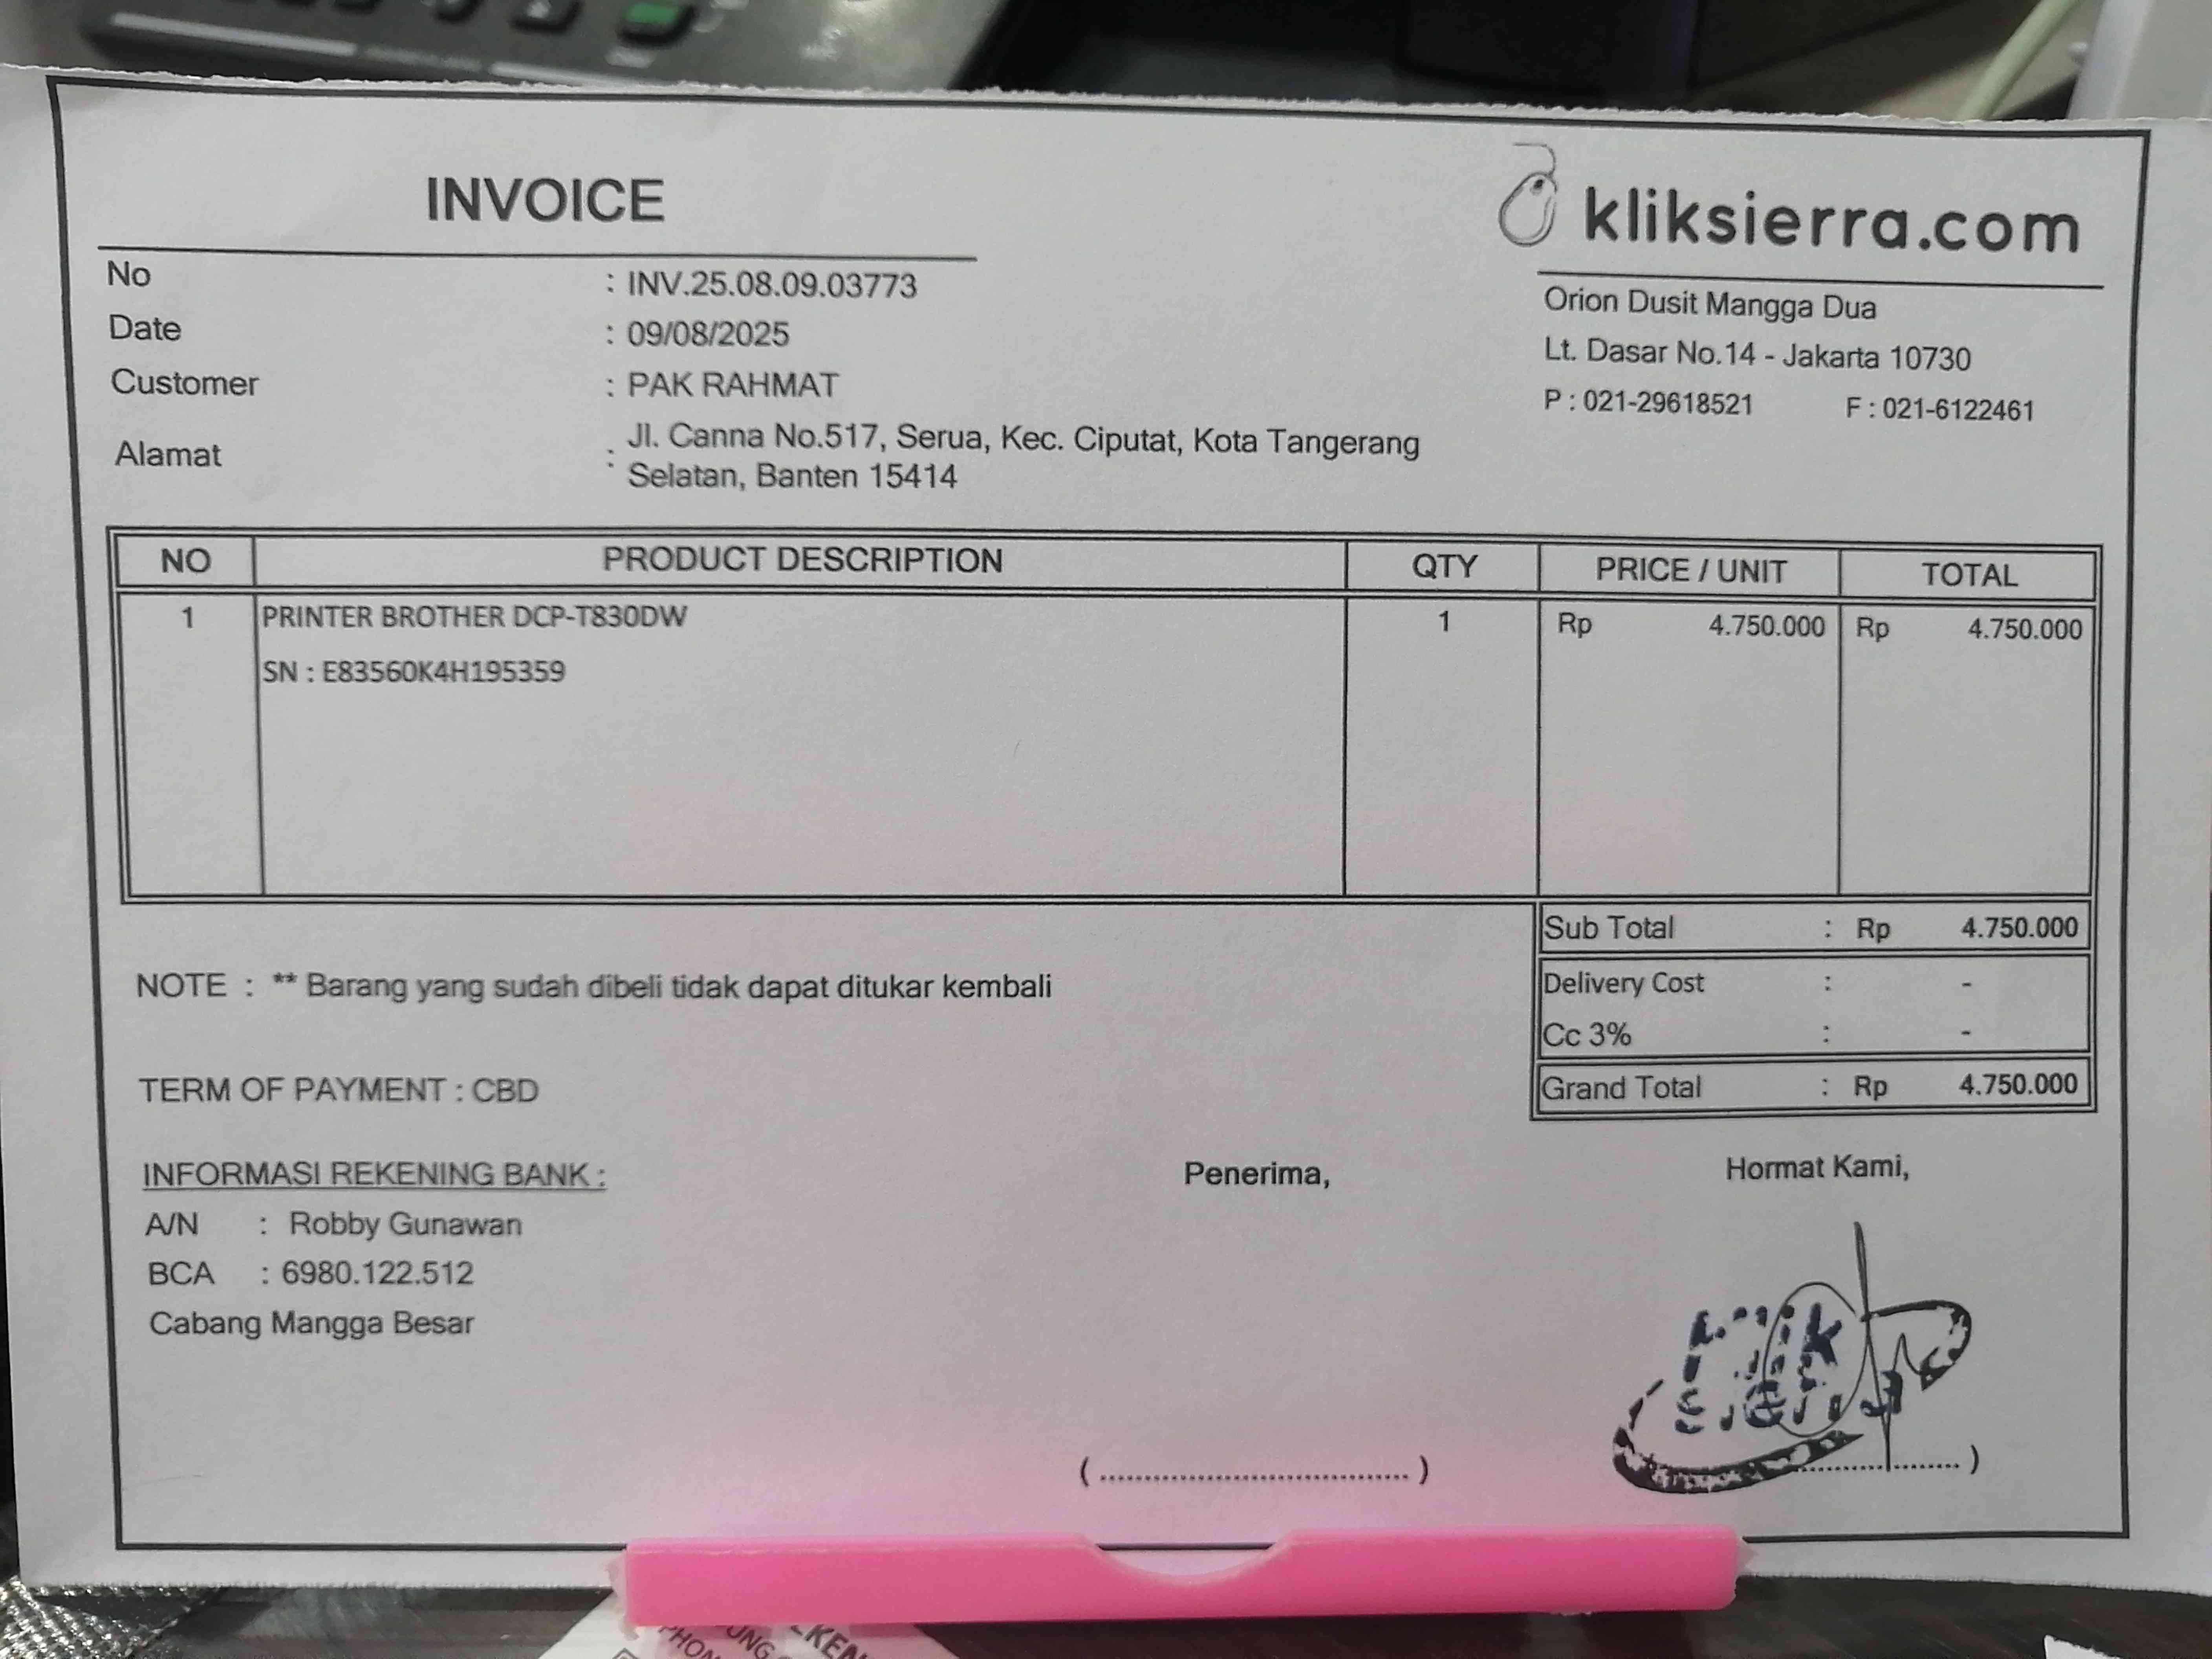 INVOICE
kliksierra.com
No : INV.25.08.09.03773
Date : 09/08/2025
Customer : PAK RAHMAT
Alamat : Jl. Canna No.517, Serua, Kec. Ciputat, Kota Tangerang
Selatan, Banten 15414
Orion Dusit Mangga Dua
Lt. Dasar No.14 - Jakarta 10730
P : 021-29618521 F : 021-6122461
NO PRODUCT DESCRIPTION QTY PRICE / UNIT TOTAL
1 PRINTER BROTHER DCP-T830DW 1 Rp 4.750.000 Rp 4.750.000
SN : E83560K4H195359
Sub Total : Rp 4.750.000
Delivery Cost : -
Cc 3% : -
Grand Total : Rp 4.750.000
NOTE : ** Barang yang sudah dibeli tidak dapat ditukar kembali
TERM OF PAYMENT : CBD
INFORMASI REKENING BANK :
A/N : Robby Gunawan
BCA : 6980.122.512
Cabang Mangga Besar
Penerima,
Hormat Kami,
( .................................. )
.................. )